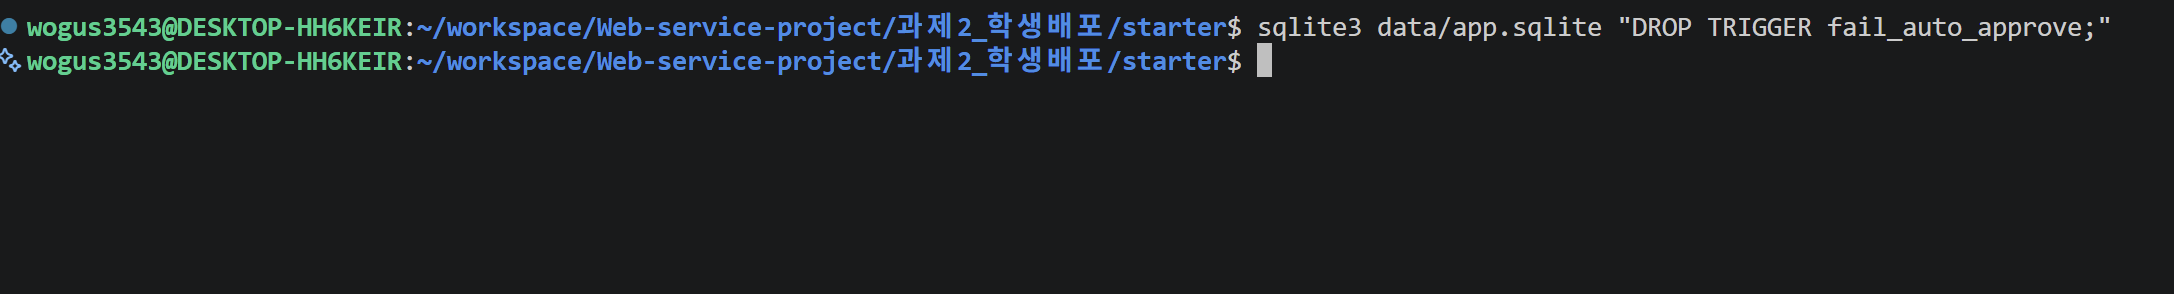 wogus3543@DESKTOP-HH6KEIR:~/workspace/Web-service-project/과제2_학생배포/starter$ sqlite3 data/app.sqlite "DROP TRIGGER fail_auto_approve;"
wogus3543@DESKTOP-HH6KEIR:~/workspace/Web-service-project/과제2_학생배포/starter$